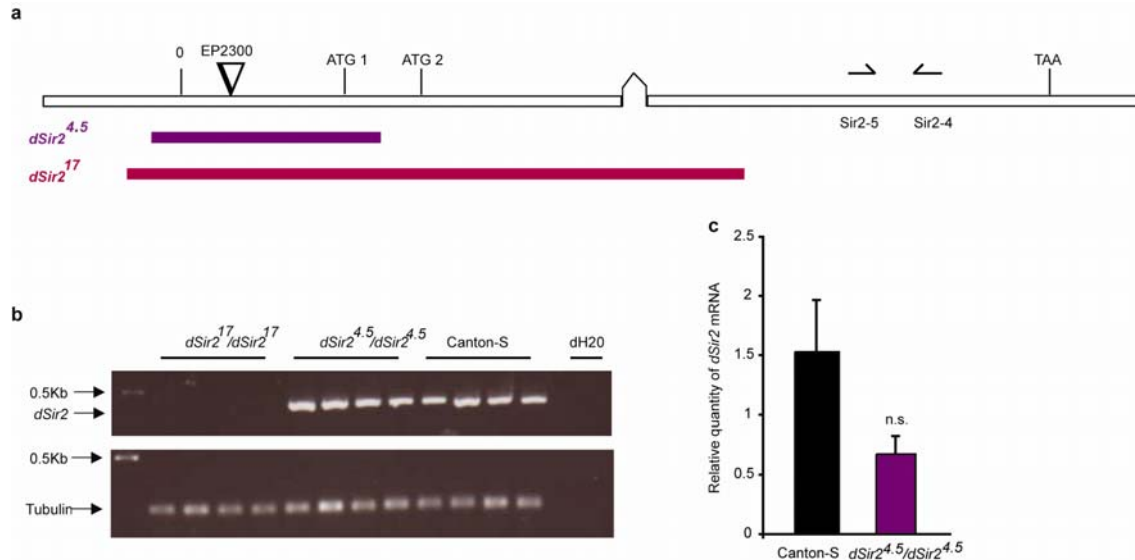 a
0
EP2300
ATG 1
ATG 2
TAA
Sir2-5
Sir2-4
dSir2^4.5
dSir2^17
b
dSir2^17/dSir2^17
dSir2^4.5/dSir2^4.5
Canton-S
dH20
0.5Kb
dSir2
0.5Kb
Tubulin
c
Relative quantity of dSir2 mRNA
2.5
2
1.5
1
0.5
0
n.s.
Canton-S
dSir2^4.5/dSir2^4.5